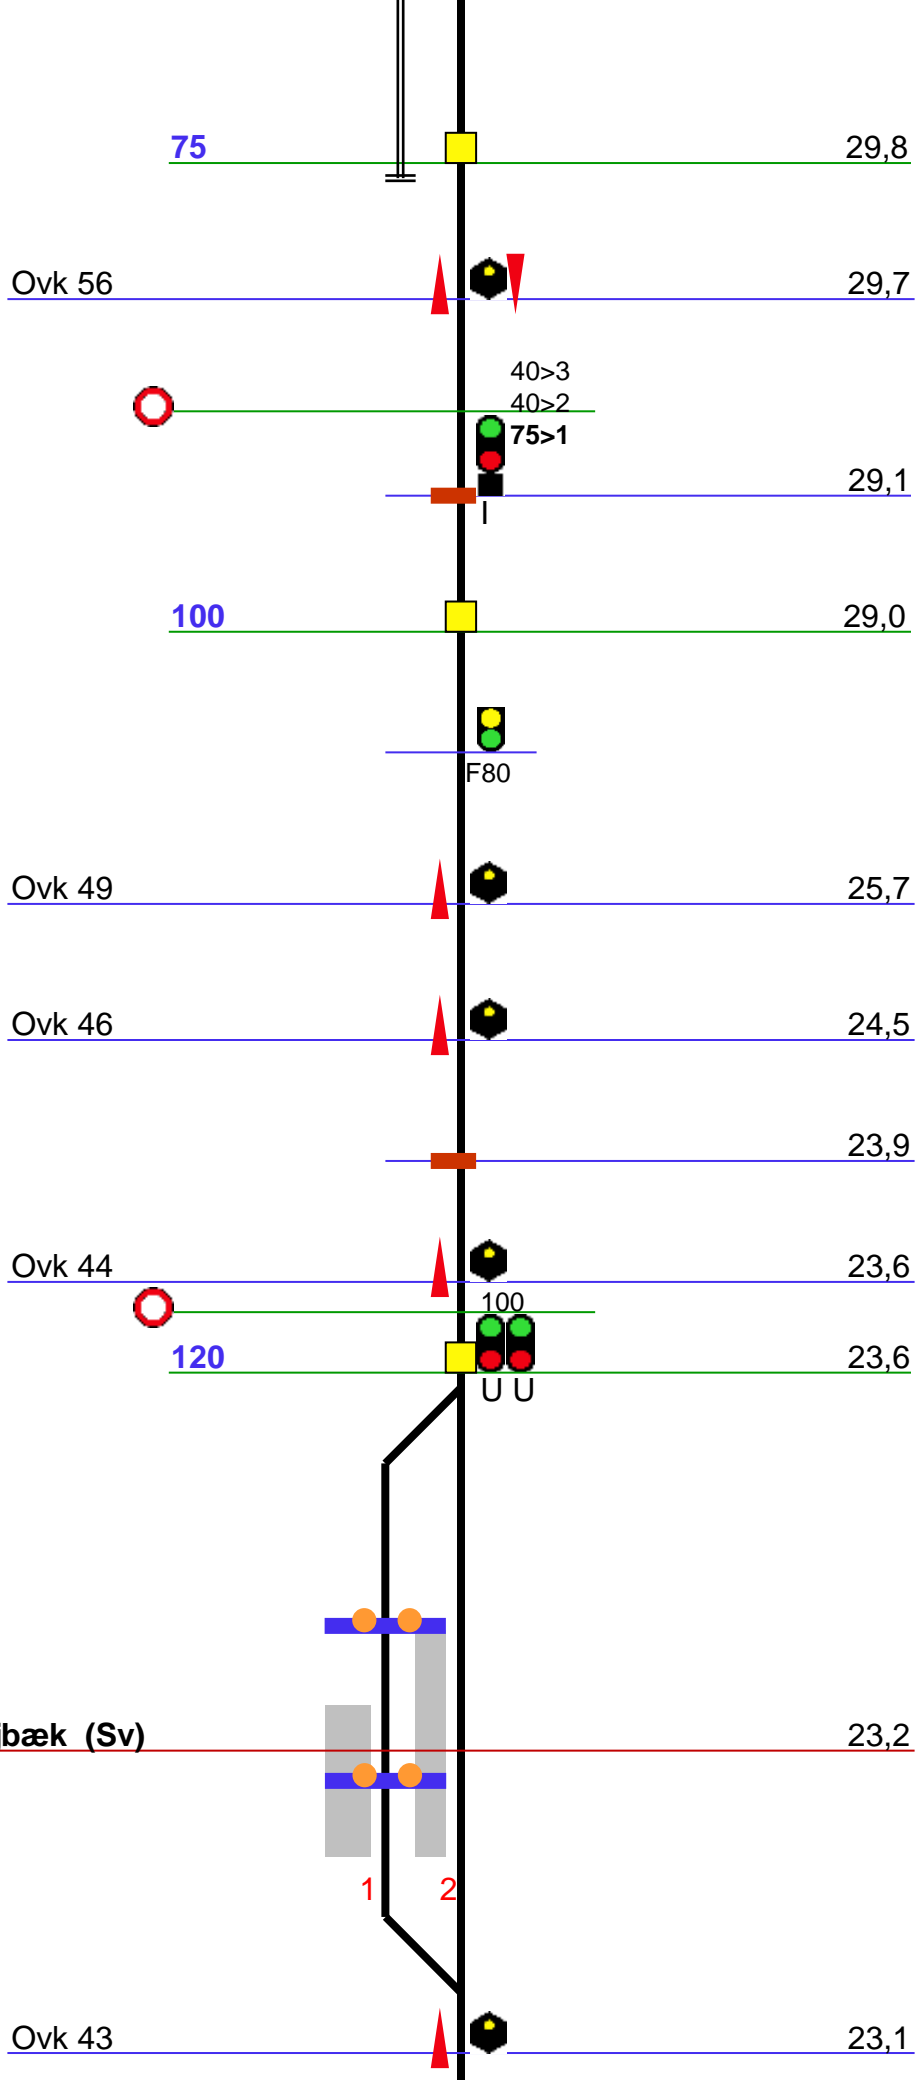 75 29,8
Ovk 56 29,7
40>3
40>2
75>1
29,1
I
100 29,0
F80
Ovk 49 25,7
Ovk 46 24,5
23,9
Ovk 44 23,6
100
120 23,6
U U
bæk (Sv) 23,2
1 2
Ovk 43 23,1